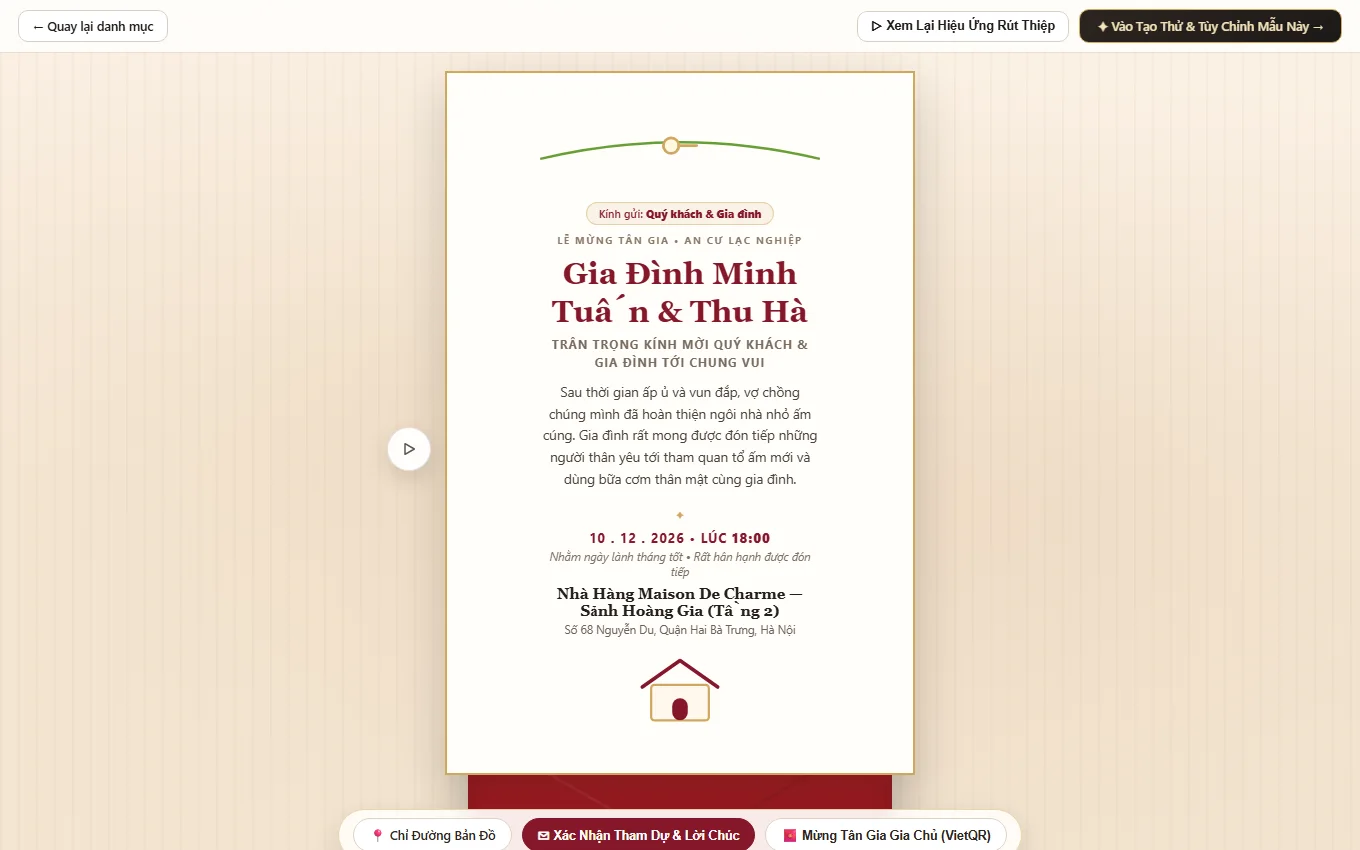 ← Quay lại danh mục
▷ Xem Lại Hiệu Ứng Rút Thiệp
✦ Vào Tạo Thử & Tùy Chỉnh Mẫu Này →
Kính gửi: Quý khách & Gia đình
LỄ MỪNG TÂN GIA • AN CƯ LẠC NGHIỆP
Gia Đình Minh
Tuấn & Thu Hà
TRÂN TRỌNG KÍNH MỜI QUÝ KHÁCH &
GIA ĐÌNH TỚI CHUNG VUI
Sau thời gian ấp ủ và vun đắp, vợ chồng
chúng mình đã hoàn thiện ngôi nhà nhỏ ấm
cúng. Gia đình rất mong được đón tiếp những
người thân yêu tới tham quan tổ ấm mới và
dùng bữa cơm thân mật cùng gia đình.
10 . 12 . 2026 • LÚC 18:00
Nhằm ngày lành tháng tốt • Rất hân hạnh được đón
tiếp
Nhà Hàng Maison De Charme —
Sảnh Hoàng Gia (Tầng 2)
Số 68 Nguyễn Du, Quận Hai Bà Trưng, Hà Nội
Chỉ Đường Bản Đồ
Xác Nhận Tham Dự & Lời Chúc
Mừng Tân Gia Gia Chủ (VietQR)